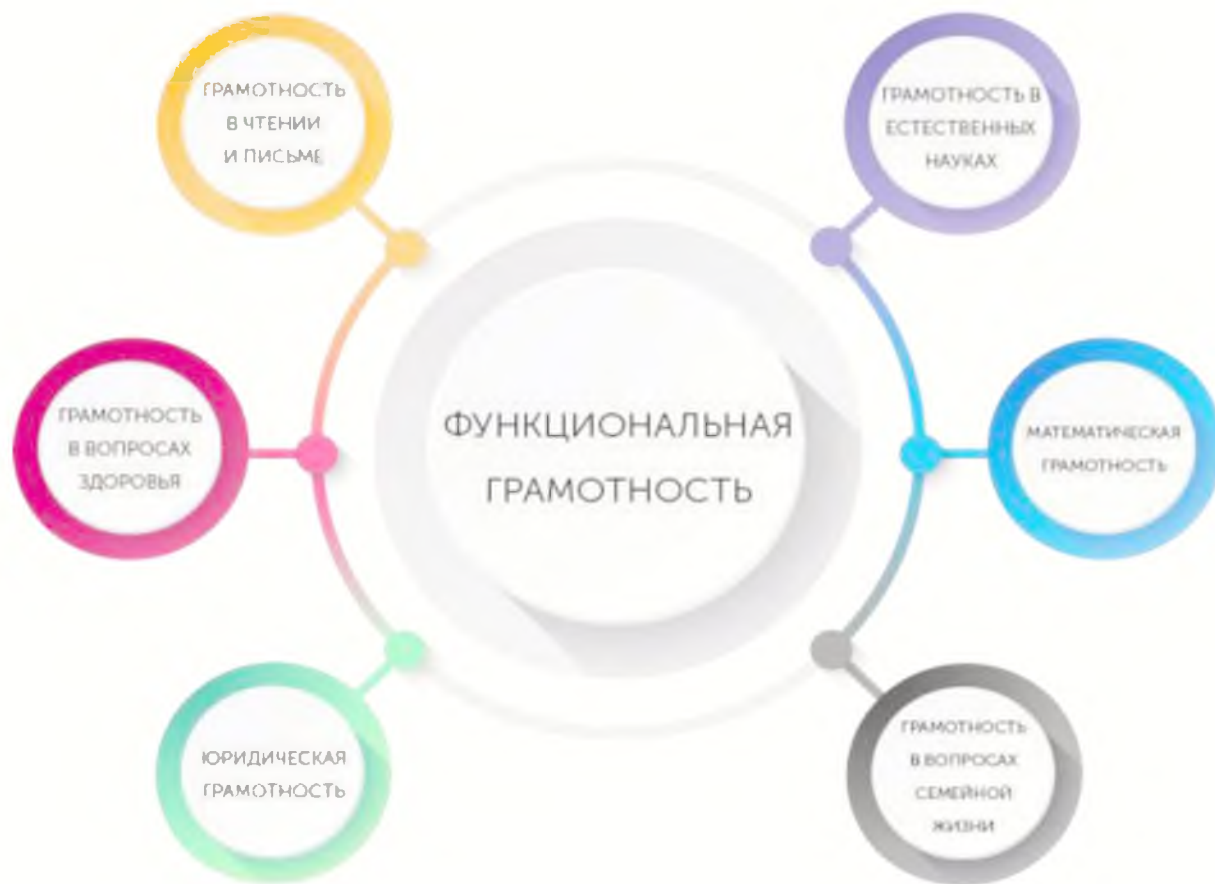 ГРАМОТНОСТЬ
В ЧТЕНИИ
И ПИСЬМЕ
ГРАМОТНОСТЬ В
ЕСТЕСТВЕННЫХ
НАУКАХ
ГРАМОТНОСТЬ
В ВОПРОСАХ
ЗДОРОВЬЯ
ФУНКЦИОНАЛЬНАЯ
ГРАМОТНОСТЬ
МАТЕМАТИЧЕСКАЯ
ГРАМОТНОСТЬ
ЮРИДИЧЕСКАЯ
ГРАМОТНОСТЬ
ГРАМОТНОСТЬ
В ВОПРОСАХ
СЕМЕЙНОЙ
ЖИЗНИ